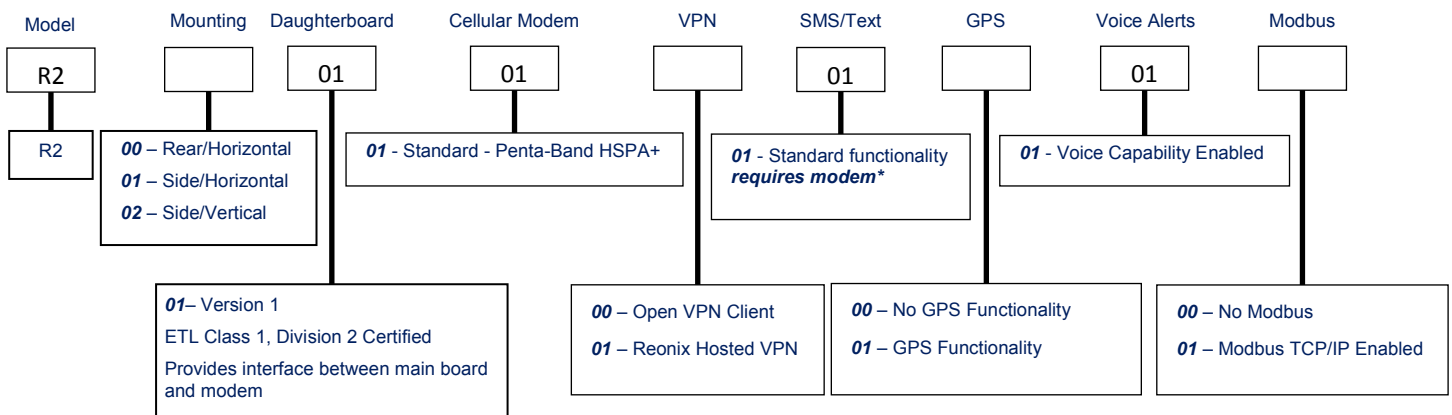 Model
Mounting
Daughterboard
Cellular Modem
VPN
SMS/Text
GPS
Voice Alerts
Modbus
R2
01
01
01
01
R2
00 – Rear/Horizontal
01 – Side/Horizontal
02 – Side/Vertical
01 - Standard - Penta-Band HSPA+
01 - Standard functionality
requires modem*
01 - Voice Capability Enabled
01– Version 1
ETL Class 1, Division 2 Certified
Provides interface between main board
and modem
00 – Open VPN Client
01 – Reonix Hosted VPN
00 – No GPS Functionality
01 – GPS Functionality
00 – No Modbus
01 – Modbus TCP/IP Enabled